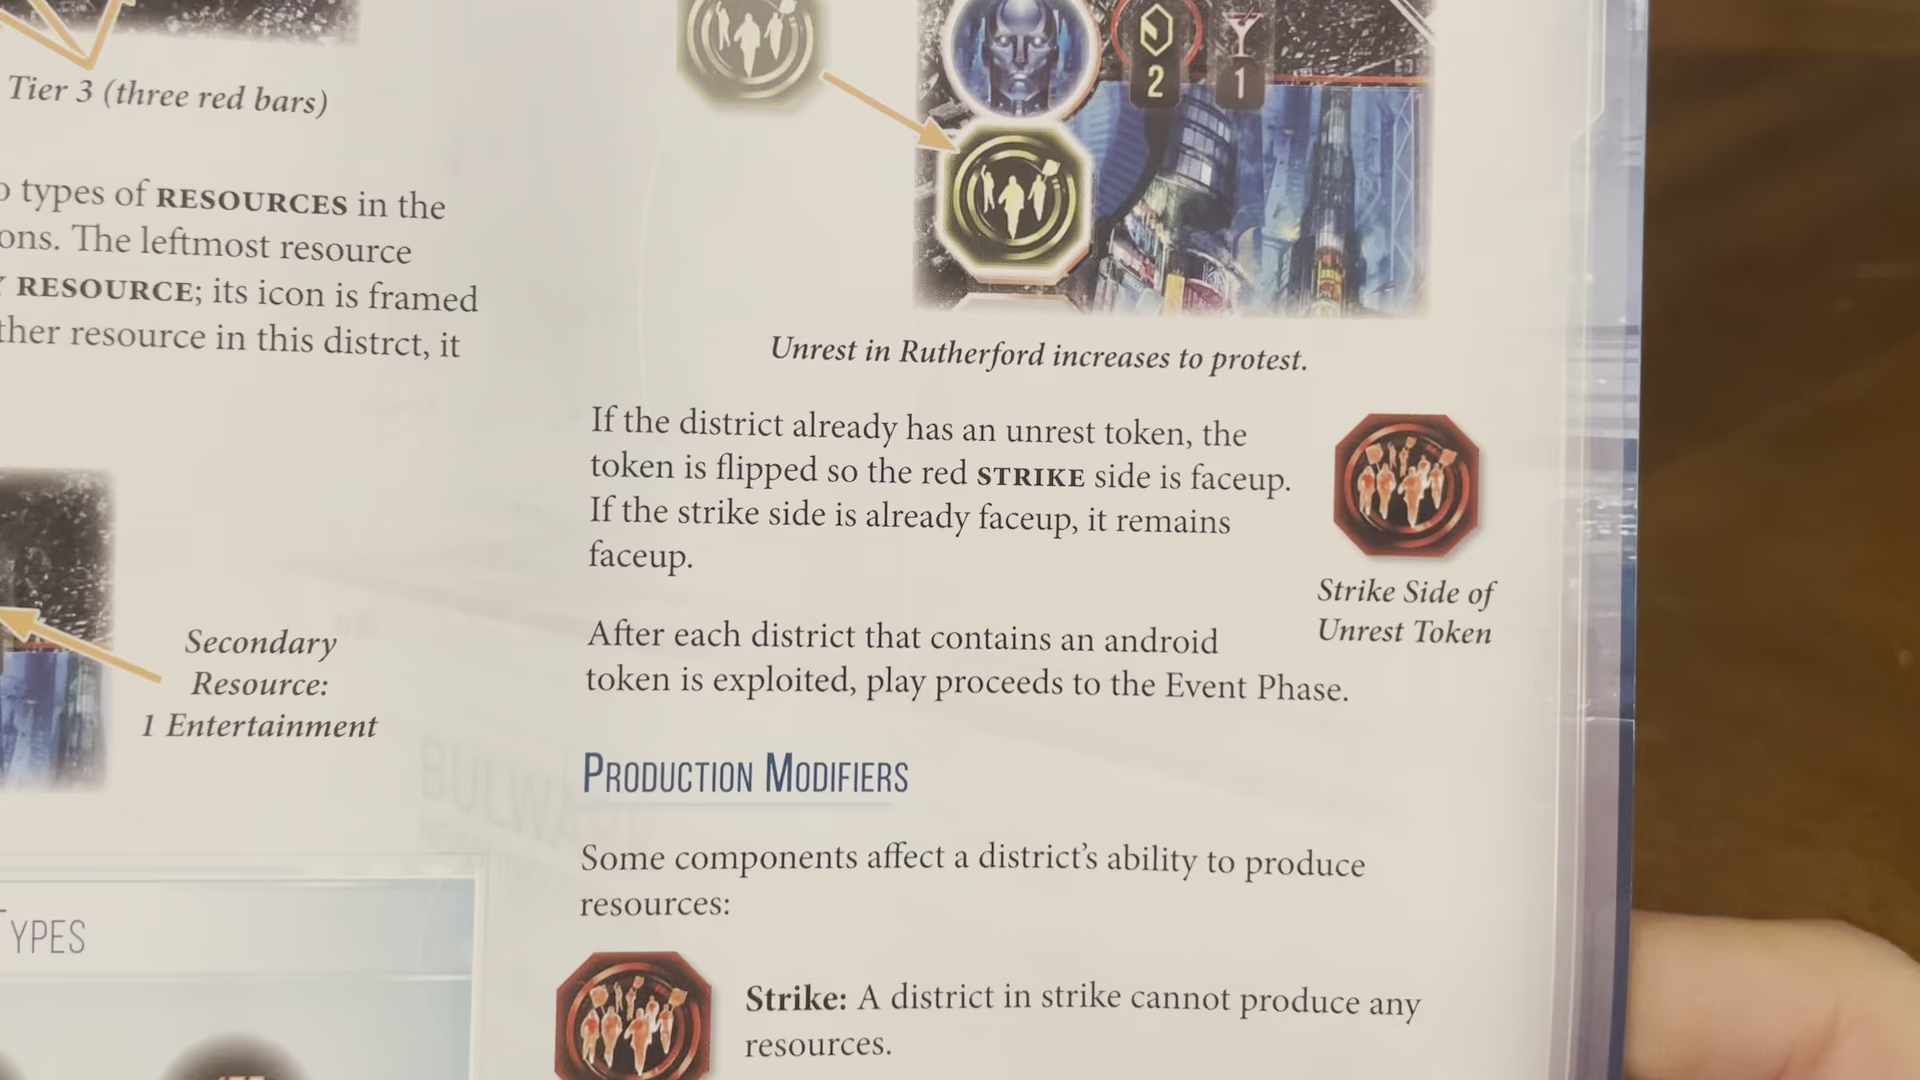 Tier 3 (three red bars)
types of RESOURCES in the
ons. The leftmost resource
RESOURCE; its icon is framed
ther resource in this distrct, it
Secondary
Resource:
1 Entertainment
TYPES
2
1
Unrest in Rutherford increases to protest.
If the district already has an unrest token, the
token is flipped so the red STRIKE side is faceup.
If the strike side is already faceup, it remains
faceup.
Strike Side of
Unrest Token
After each district that contains an android
token is exploited, play proceeds to the Event Phase.
PRODUCTION MODIFIERS
Some components affect a district's ability to produce
resources:
Strike: A district in strike cannot produce any
resources.